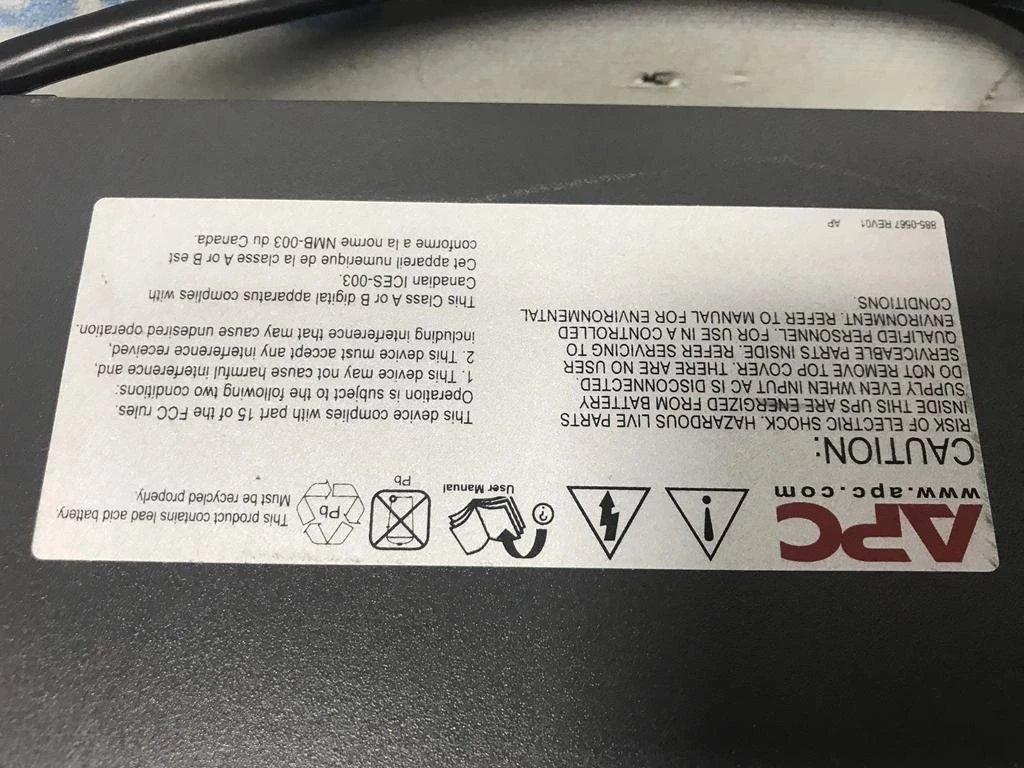 APC
www.apc.com
User Manual
Pb
Pb
This product contains lead acid battery.
Must be recycled properly.
CAUTION:
RISK OF ELECTRIC SHOCK. HAZARDOUS LIVE PARTS
INSIDE THIS UPS ARE ENERGIZED FROM BATTERY
SUPPLY EVEN WHEN INPUT AC IS DISCONNECTED.
DO NOT REMOVE TOP COVER. THERE ARE NO USER
SERVICEABLE PARTS INSIDE. REFER SERVICING TO
QUALIFIED PERSONNEL. FOR USE IN A CONTROLLED
ENVIRONMENT. REFER TO MANUAL FOR ENVIRONMENTAL
CONDITIONS.
This device complies with part 15 of the FCC rules.
Operation is subject to the following two conditions:
1. This device may not cause harmful interference and,
2. This device must accept any interference received,
including interference that may cause undesired operation.
This Class A or B digital apparatus complies with
Canadian ICES-003.
Cet appareil numerique de la classe A or B est
conforme a la norme NMB-003 du Canada.
885-0567 REV01 AP